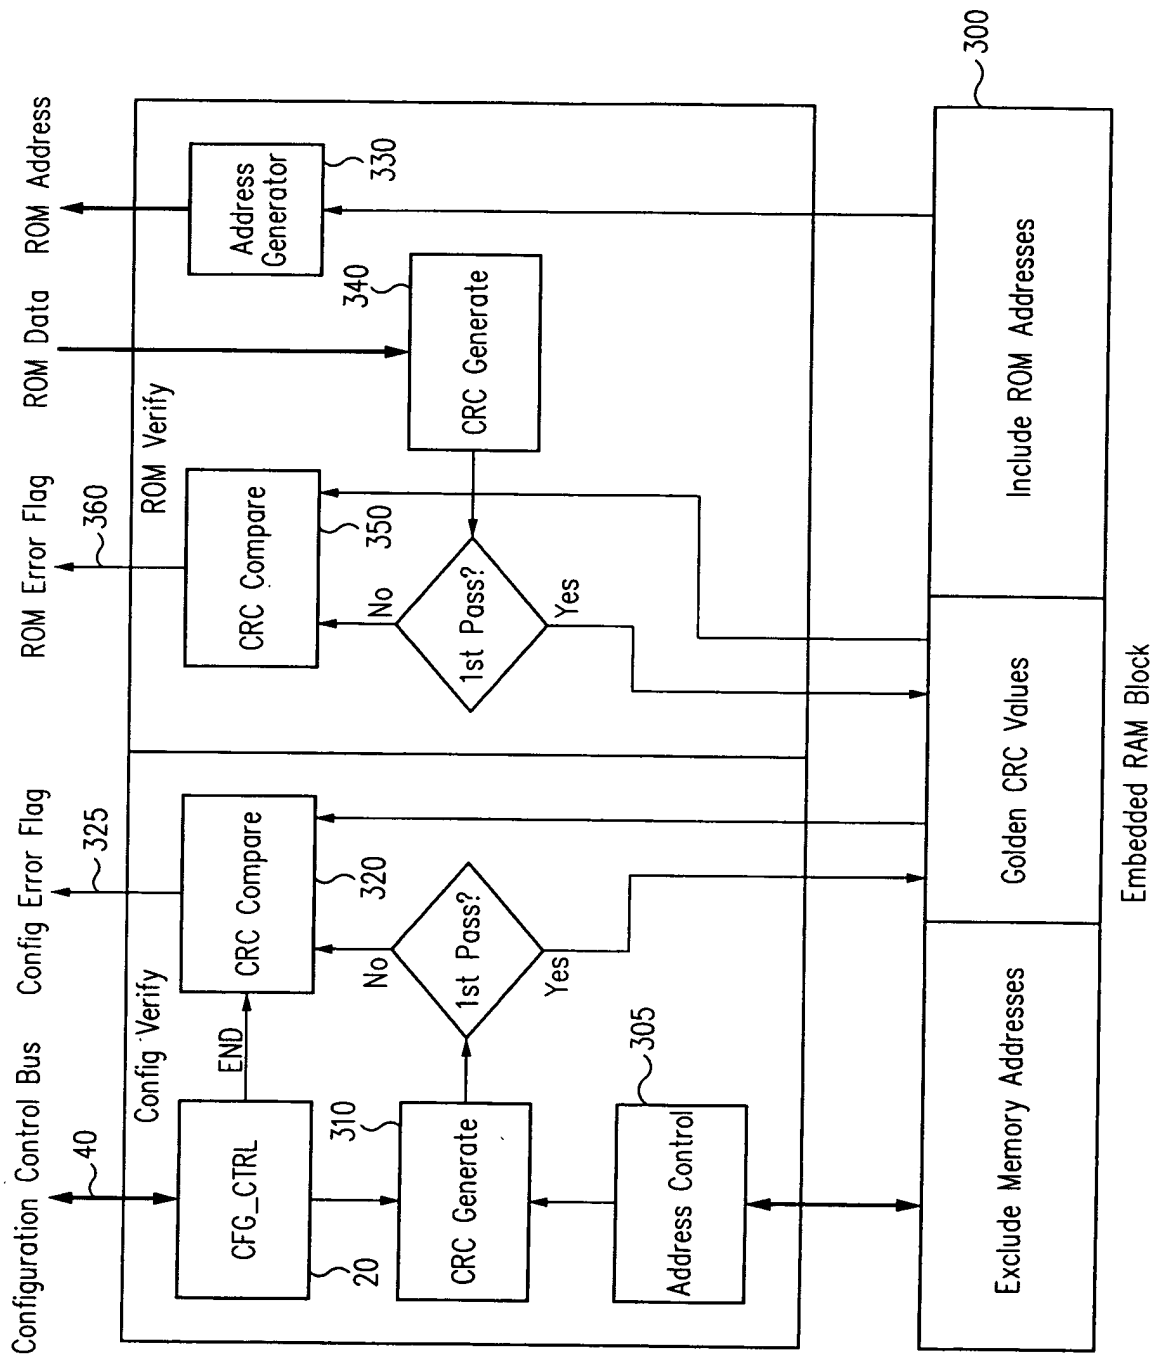 Configuration Control Bus
Config Error Flag
ROM Error Flag
ROM Data
ROM Address
40
325
360
Config Verify
ROM Verify
CFG_CTRL
20
END
CRC Compare
320
CRC Compare
350
Address
Generator
330
CRC Generate
310
1st Pass?
No
Yes
1st Pass?
No
Yes
CRC Generate
340
Address Control
305
300
Exclude Memory Addresses
Golden CRC Values
Include ROM Addresses
Embedded RAM Block